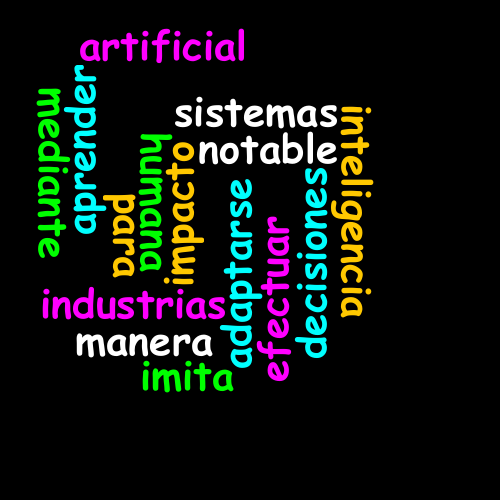 artificial
aprender
mediante
sistemas
inteligencia
notable
humana
impacto
para
decisiones
adaptarse
efectuar
industrias
manera
imita